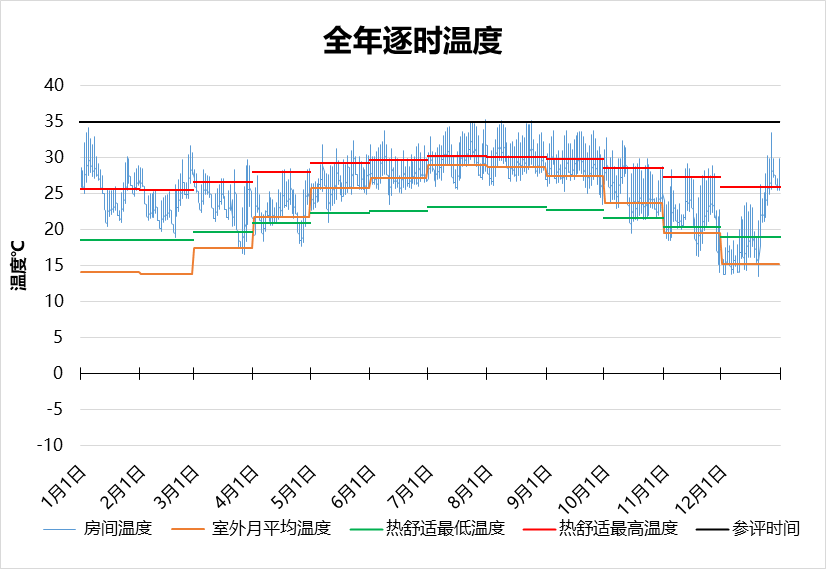 全年逐时温度
40
35
30
25
20
15
10
5
0
-5
-10
温度℃
1月1日
2月1日
3月1日
4月1日
5月1日
6月1日
7月1日
8月1日
9月1日
10月1日
11月1日
12月1日
房间温度 室外月平均温度 热舒适最低温度 热舒适最高温度 参评时间